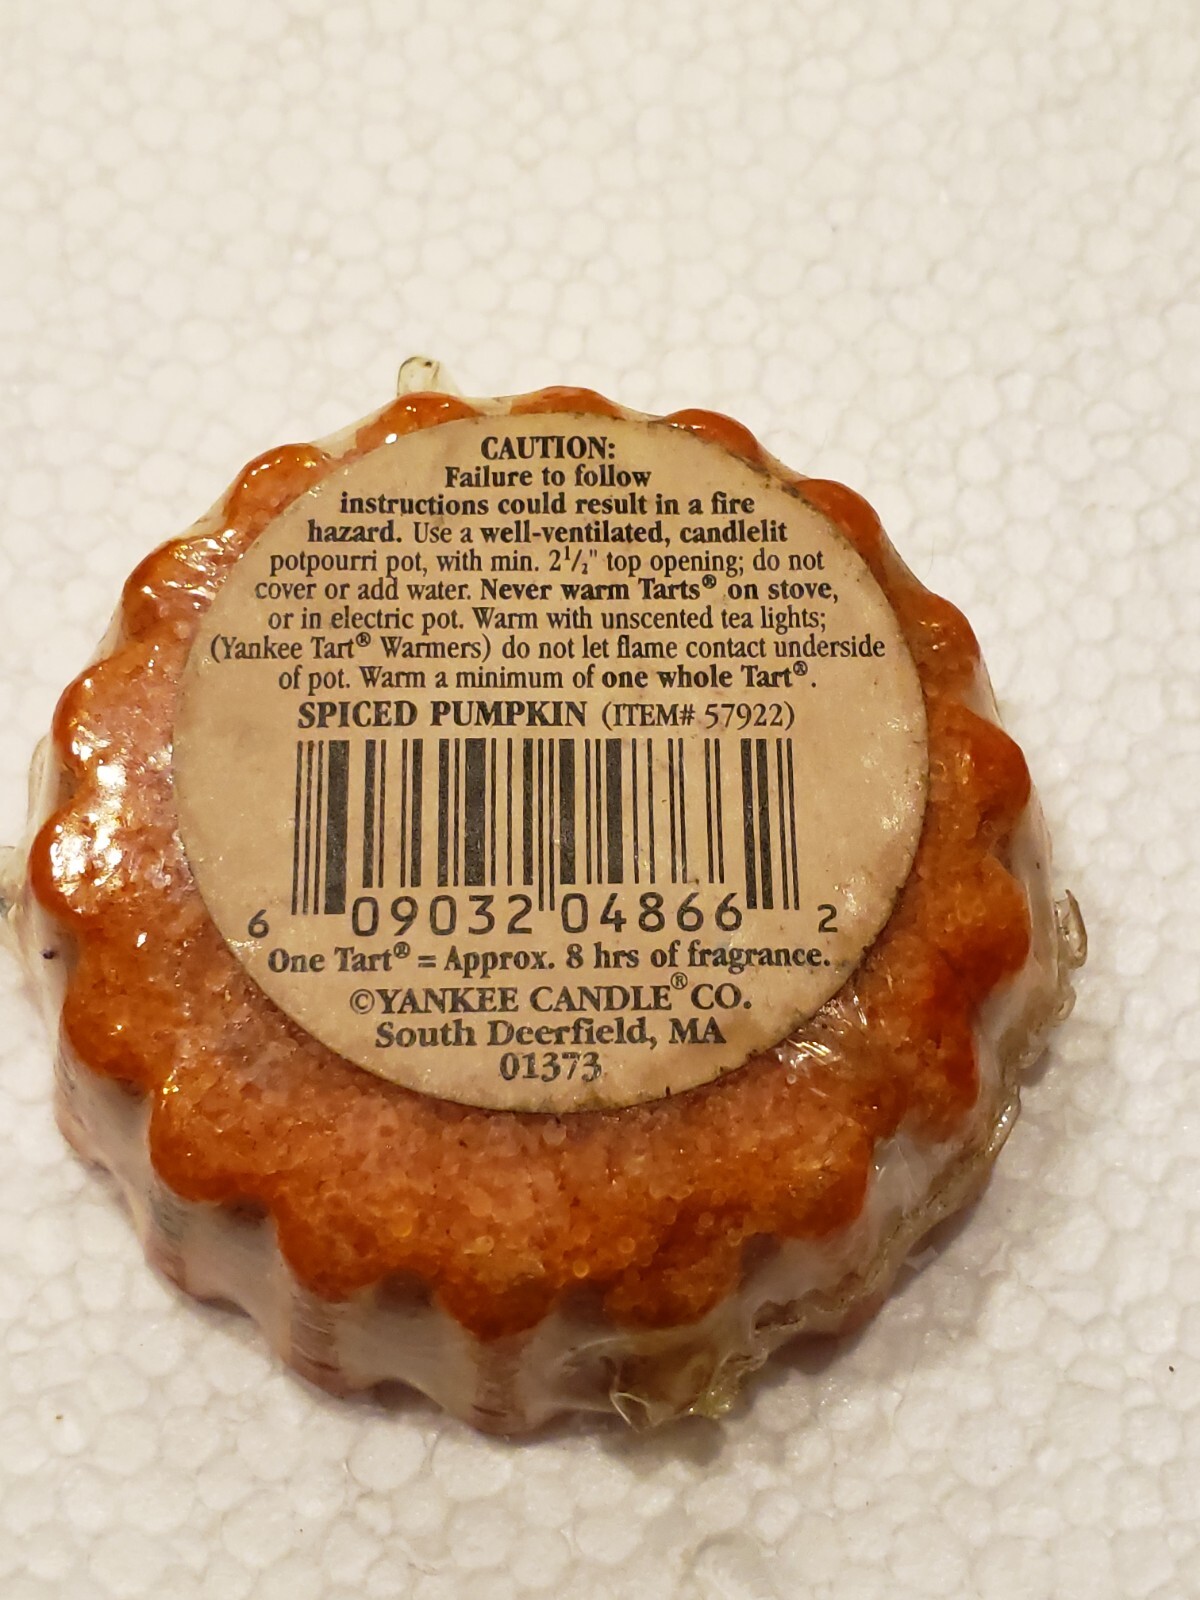 CAUTION:
Failure to follow
instructions could result in a fire
hazard. Use a well-ventilated, candlelit
potpourri pot, with min. 2 1/2" top opening; do not
cover or add water. Never warm Tarts® on stove,
or in electric pot. Warm with unscented tea lights;
(Yankee Tart® Warmers) do not let flame contact underside
of pot. Warm a minimum of one whole Tart®.
SPICED PUMPKIN (ITEM# 57922)
6 09032 04866 2
One Tart® = Approx. 8 hrs of fragrance.
©YANKEE CANDLE® CO.
South Deerfield, MA
01373